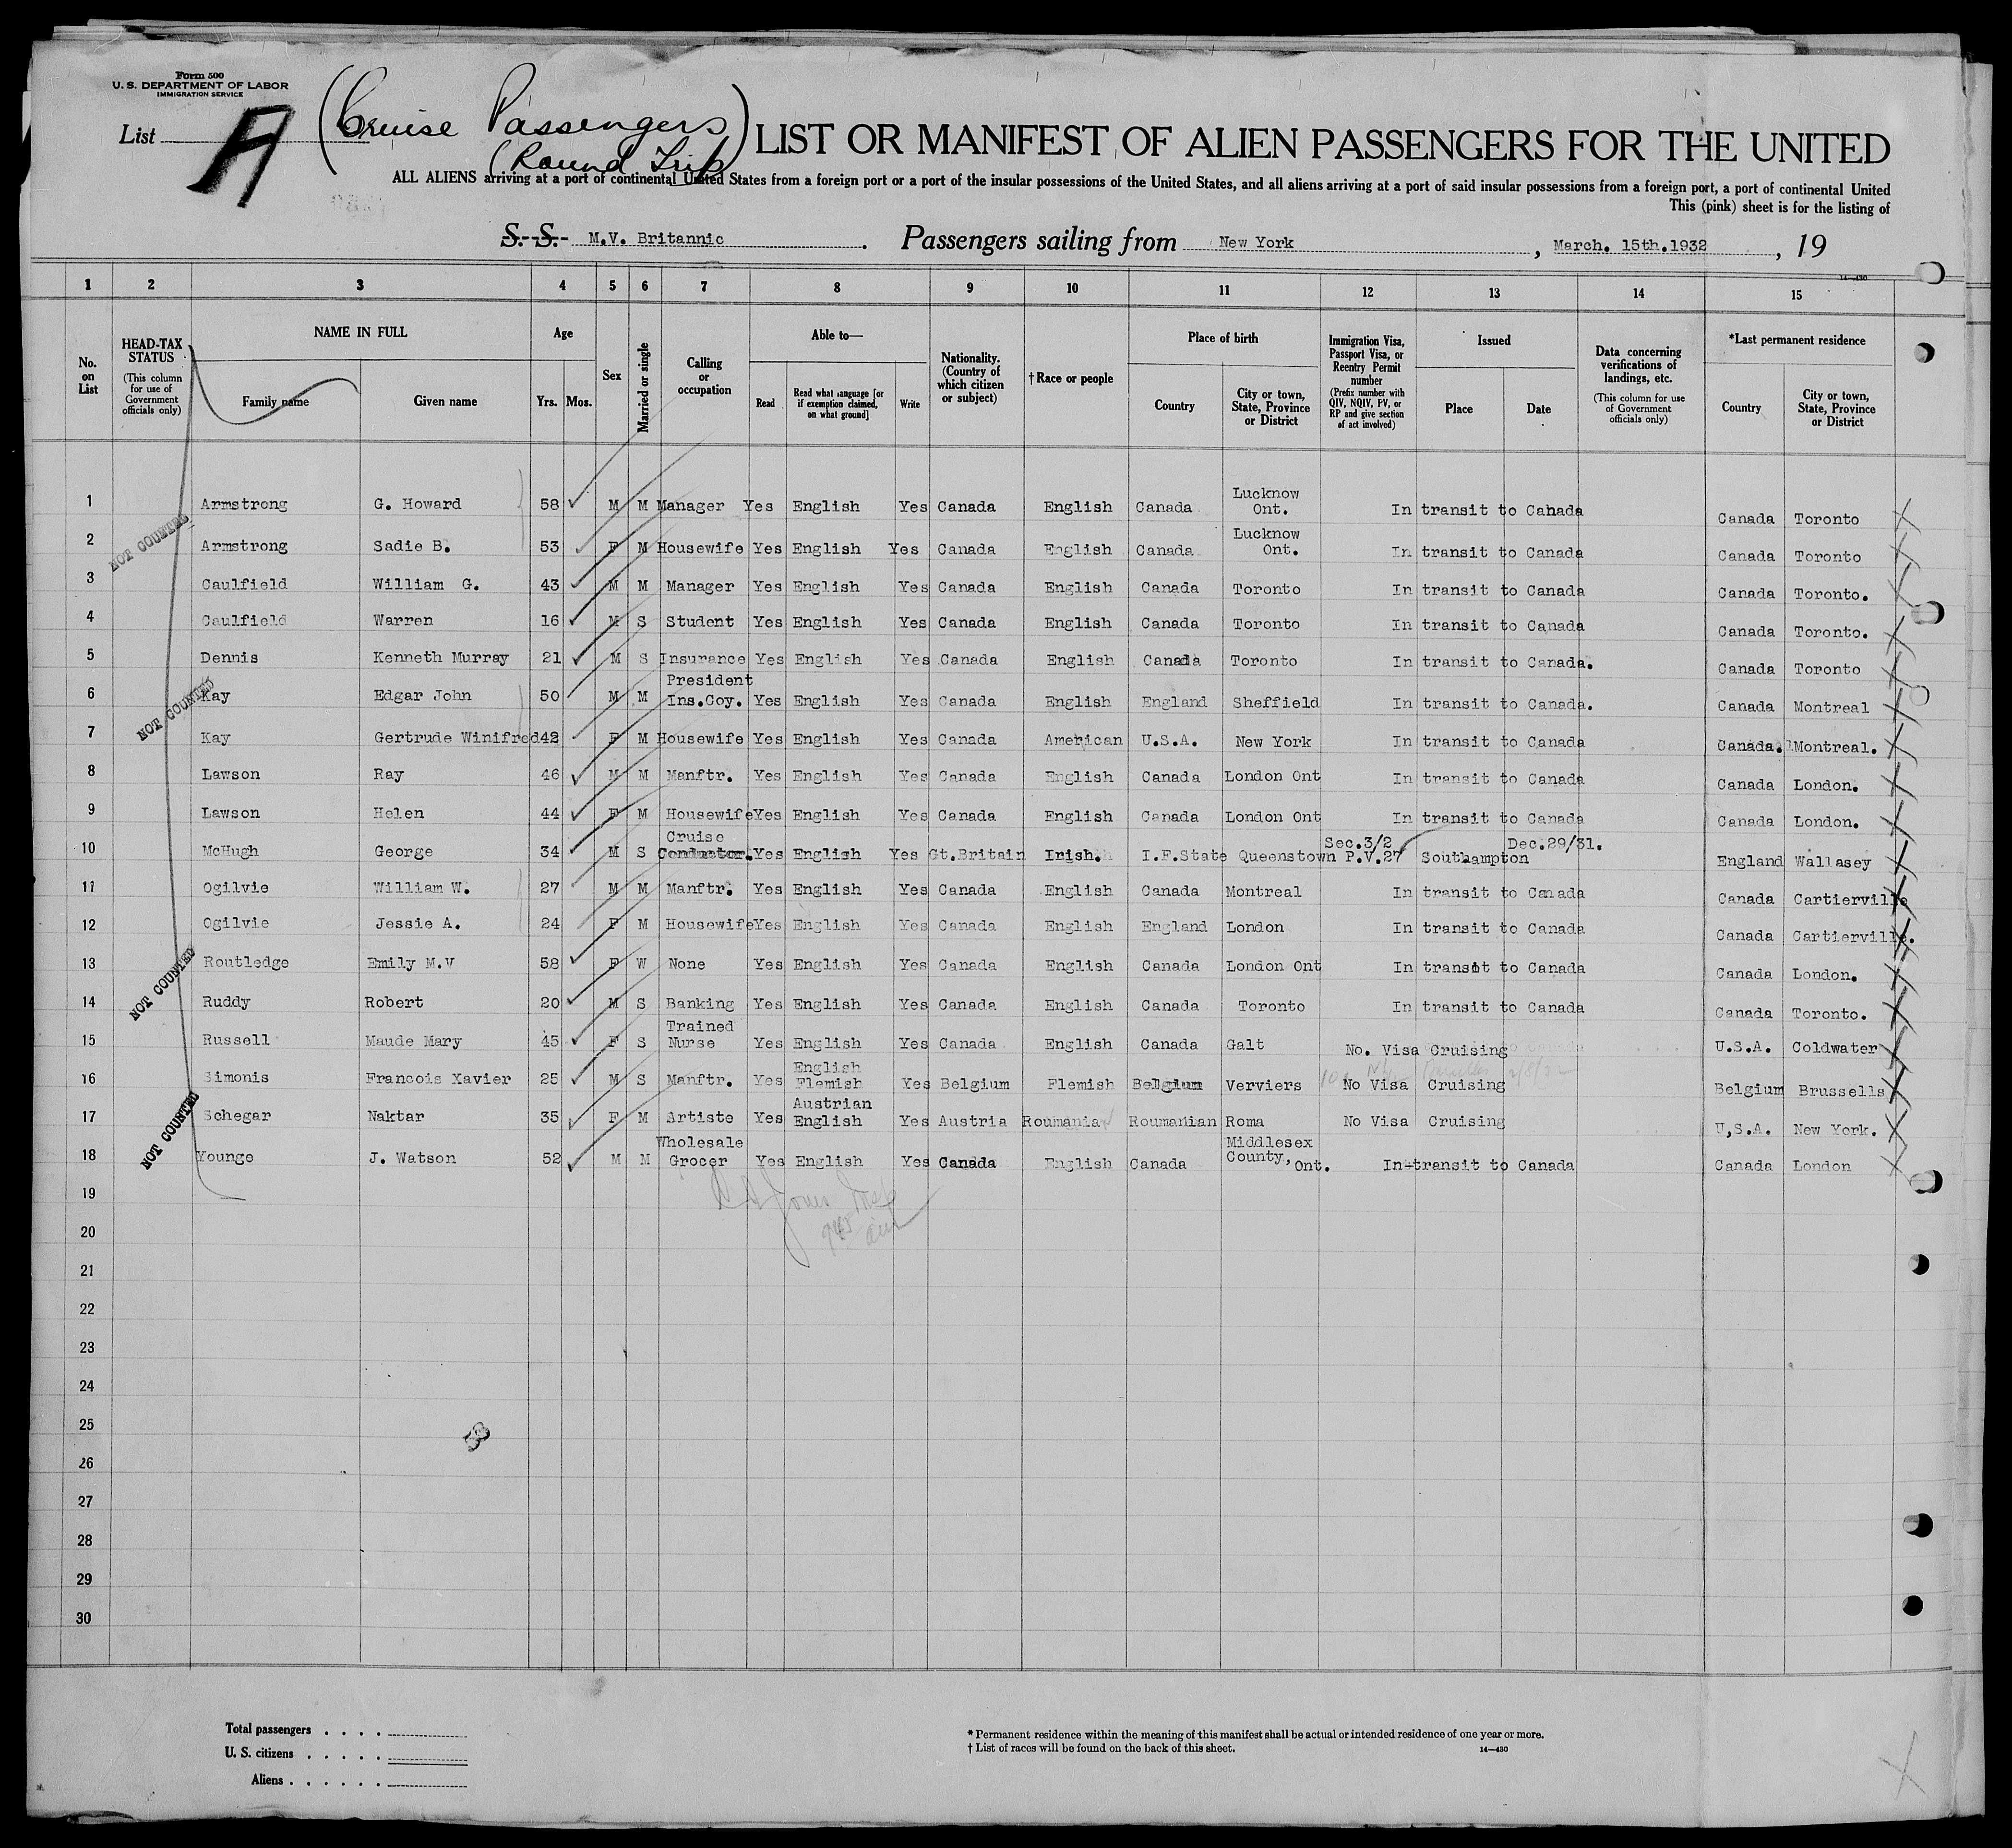 Form 500
U. S. DEPARTMENT OF LABOR
IMMIGRATION SERVICE
List A (Cruise Passengers) LIST OR MANIFEST OF ALIEN PASSENGERS FOR THE UNITED
(Round Trip
ALL ALIENS arriving at a port of continental United States from a foreign port or a port of the insular possessions of the United States, and all aliens arriving at a port of said insular possessions from a foreign port, a port of continental United
This (pink) sheet is for the listing of
S. S. M.V. Britannic . Passengers sailing from New York , March. 15th.1932 , 19
14—430
1 2 3 4 5 6 7 8 9 10 11 12 13 14 15
No. on List
HEAD-TAX STATUS (This column for use of Government officials only)
NAME IN FULL Family name Given name
Age Yrs. Mos.
Sex
Married or single
Calling or occupation
Able to— Read Read what language [or if exemption claimed, on what ground] Write
Nationality. (Country of which citizen or subject)
†Race or people
Place of birth Country City or town, State, Province or District
Immigration Visa, Passport Visa, or Reentry Permit number (Prefix number with QIV, NQIV, PV, or RP and give section of act involved)
Issued Place Date
Data concerning verifications of landings, etc. (This column for use of Government officials only)
*Last permanent residence Country City or town, State, Province or District
1 Armstrong G. Howard 58 M M Manager Yes English Yes Canada English Canada Lucknow Ont. In transit to Canada Canada Toronto
NOT COUNTED
2 Armstrong Sadie B. 53 F M Housewife Yes English Yes Canada English Canada Lucknow Ont. In transit to Canada Canada Toronto
3 Caulfield William G. 43 M M Manager Yes English Yes Canada English Canada Toronto In transit to Canada Canada Toronto.
4 Caulfield Warren 16 M S Student Yes English Yes Canada English Canada Toronto In transit to Canada Canada Toronto.
5 Dennis Kenneth Murray 21 M S Insurance Yes English Yes Canada English Canada Toronto In transit to Canada. Canada Toronto
NOT COUNTED
6 Kay Edgar John 50 M M President Ins.Coy. Yes English Yes Canada English England Sheffield In transit to Canada. Canada Montreal
7 Kay Gertrude Winifred 42 F M Housewife Yes English Yes Canada American U.S.A. New York In transit to Canada Canada. Montreal.
8 Lawson Ray 46 M M Manftr. Yes English Yes Canada English Canada London Ont In transit to Canada Canada London.
9 Lawson Helen 44 F M Housewife Yes English Yes Canada English Canada London Ont In transit to Canada Canada London.
10 McHugh George 34 M S Cruise Conductor. Yes English Yes Gt.Britain Irish. I.F.State Queenstown Sec.3/2 P.V.27 Southampton Dec.29/31. England Wallasey
11 Ogilvie William W. 27 M M Manftr. Yes English Yes Canada English Canada Montreal In transit to Canada Canada Cartierville
12 Ogilvie Jessie A. 24 F M Housewife Yes English Yes Canada English England London In transit to Canada Canada Cartierville.
13 Routledge Emily M.V 58 F W None Yes English Yes Canada English Canada London Ont In transit to Canada Canada London.
NOT COUNTED
14 Ruddy Robert 20 M S Banking Yes English Yes Canada English Canada Toronto In transit to Canada Canada Toronto.
15 Russell Maude Mary 45 F S Trained Nurse Yes English Yes Canada English Canada Galt No. Visa Cruising U.S.A. Coldwater
16 Simonis Francois Xavier 25 M S Manftr. Yes English Flemish Yes Belgium Flemish Belgium Verviers No Visa Cruising Belgium Brussells
17 Schegar Naktar 35 F M Artiste Yes Austrian English Yes Austria Roumania Roumanian Roma No Visa Cruising U,S.A. New York.
NOT COUNTED
18 Younge J. Watson 52 M M Wholesale Grocer Yes English Yes Canada English Canada Middlesex County, Ont. In-transit to Canada Canada London
19
20
21
22
23
24
25
26
27
28
29
30
Total passengers . . . .
U. S. citizens . . . . .
Aliens . . . . . .
* Permanent residence within the meaning of this manifest shall be actual or intended residence of one year or more.
† List of races will be found on the back of this sheet. 14—430